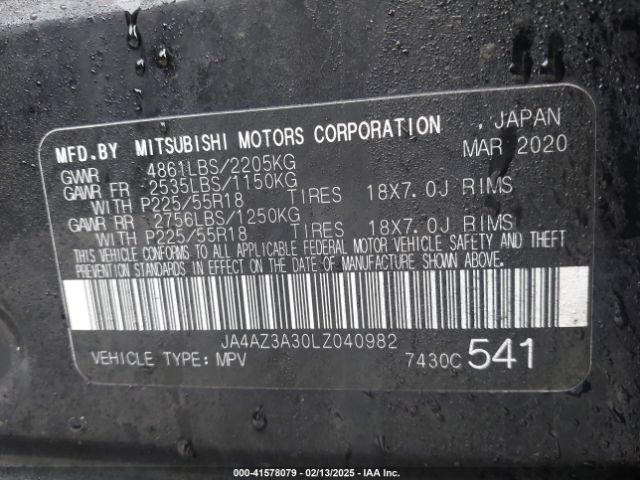 MFD.BY MITSUBISHI MOTORS CORPORATION , JAPAN
GVWR 4861LBS/2205KG MAR 2020
GAWR FR 2535LBS/1150KG
WITH P225/55R18 TIRES 18X7.0J RIMS
GAWR RR 2756LBS/1250KG
WITH P225/55R18 TIRES 18X7.0J RIMS
THIS VEHICLE CONFORMS TO ALL APPLICABLE FEDERAL MOTOR VEHICLE SAFETY AND THEFT
PREVENTION STANDARDS IN EFFECT ON THE DATE OF MANUFACTURE SHOWN ABOVE.
JA4AZ3A30LZ040982
VEHICLE TYPE: MPV 7430C 541
000-41578079 — 02/13/2025 — IAA Inc.